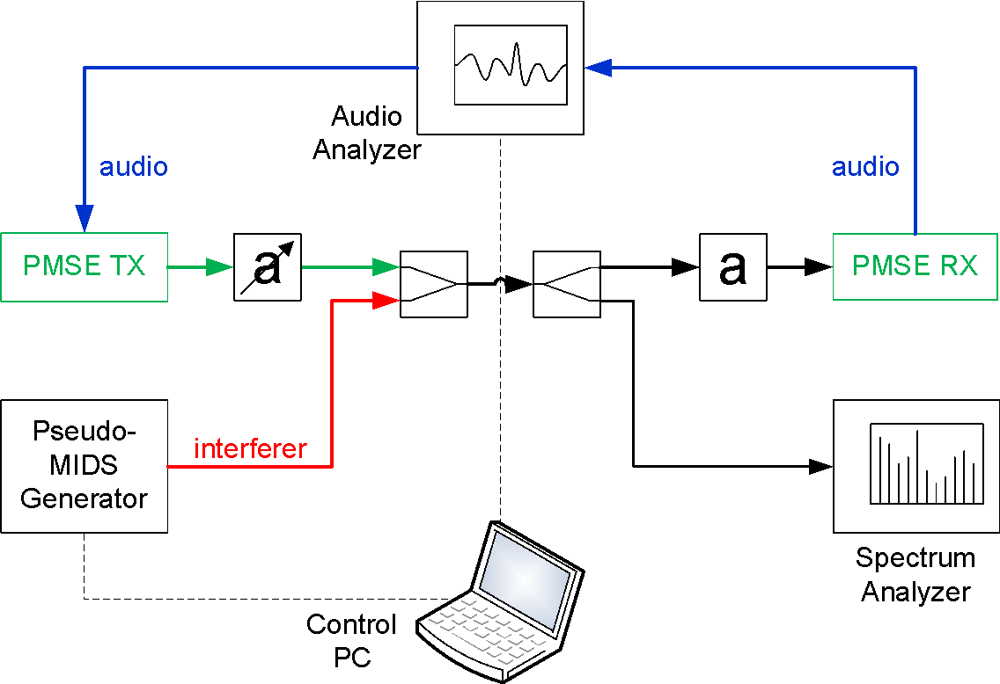 Audio
Analyzer
audio
audio
PMSE TX
a
a
PMSE RX
Pseudo-
MIDS
Generator
interferer
Spectrum
Analyzer
Control
PC